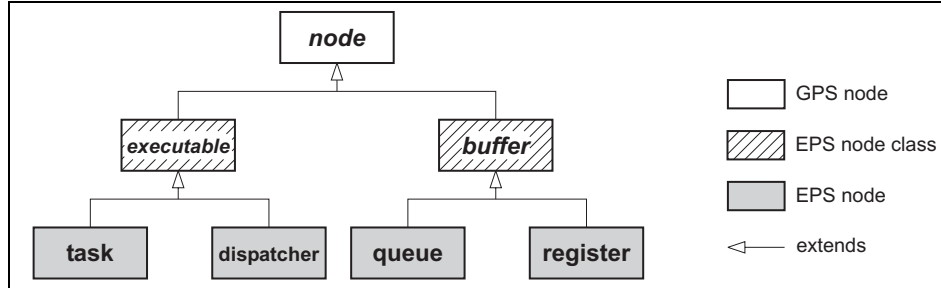 node
executable
buffer
task
dispatcher
queue
register
GPS node
EPS node class
EPS node
extends